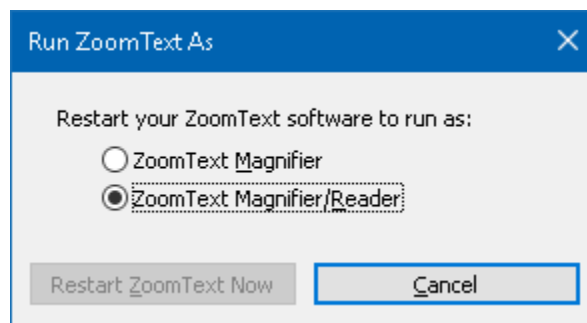 Run ZoomText As
Restart your ZoomText software to run as:
ZoomText Magnifier
ZoomText Magnifier/Reader
Restart ZoomText Now
Cancel